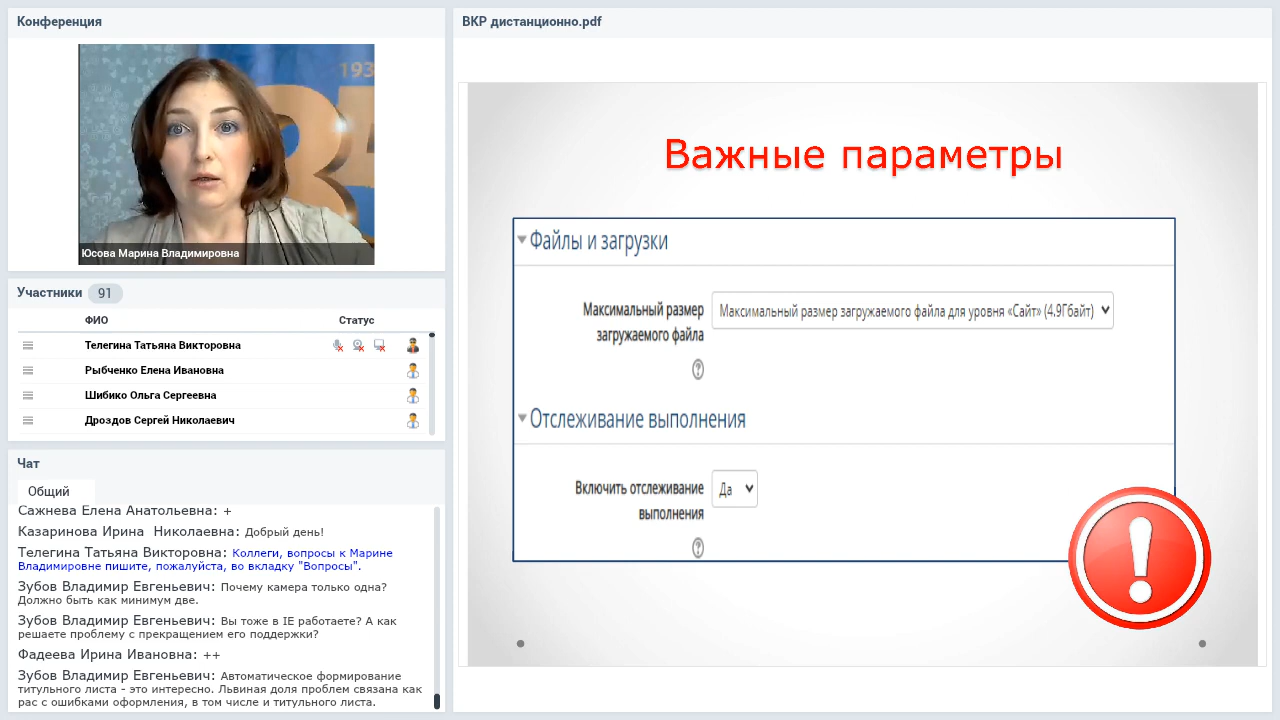 Конференция
193
Юсова Марина Владимировна
Участники 91
ФИО Статус
Телегина Татьяна Викторовна
Рыбченко Елена Ивановна
Шибико Ольга Сергеевна
Дроздов Сергей Николаевич
Чат
Общий
Сажнева Елена Анатольевна: +
Казаринова Ирина Николаевна: Добрый день!
Телегина Татьяна Викторовна: Коллеги, вопросы к Марине
Владимировне пишите, пожалуйста, во вкладку "Вопросы".
Зубов Владимир Евгеньевич: Почему камера только одна?
Должно быть как минимум две.
Зубов Владимир Евгеньевич: Вы тоже в IE работаете? А как
решаете проблему с прекращением его поддержки?
Фадеева Ирина Ивановна: ++
Зубов Владимир Евгеньевич: Автоматическое формирование
титульного листа - это интересно. Львиная доля проблем связана как
рас с ошибками оформления, в том числе и титульного листа.
ВКР дистанционно.pdf
Важные параметры
Файлы и загрузки
Максимальный размер
загружаемого файла
Максимальный размер загружаемого файла для уровня «Сайт» (4.9Гбайт)
Отслеживание выполнения
Включить отслеживание
выполнения
Да